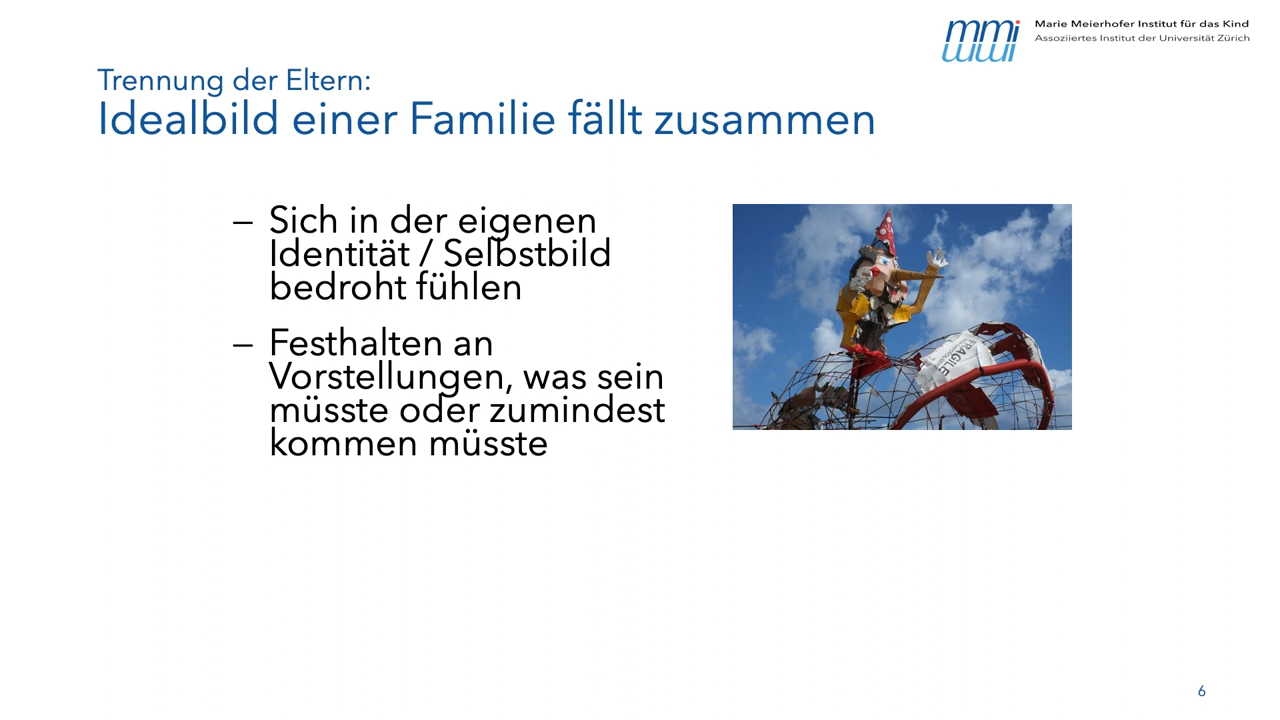 mmi
Marie Meierhofer Institut für das Kind
Assoziiertes Institut der Universität Zürich
Trennung der Eltern:
Idealbild einer Familie fällt zusammen
– Sich in der eigenen
Identität / Selbstbild
bedroht fühlen
– Festhalten an
Vorstellungen, was sein
müsste oder zumindest
kommen müsste
FRAGILE
6